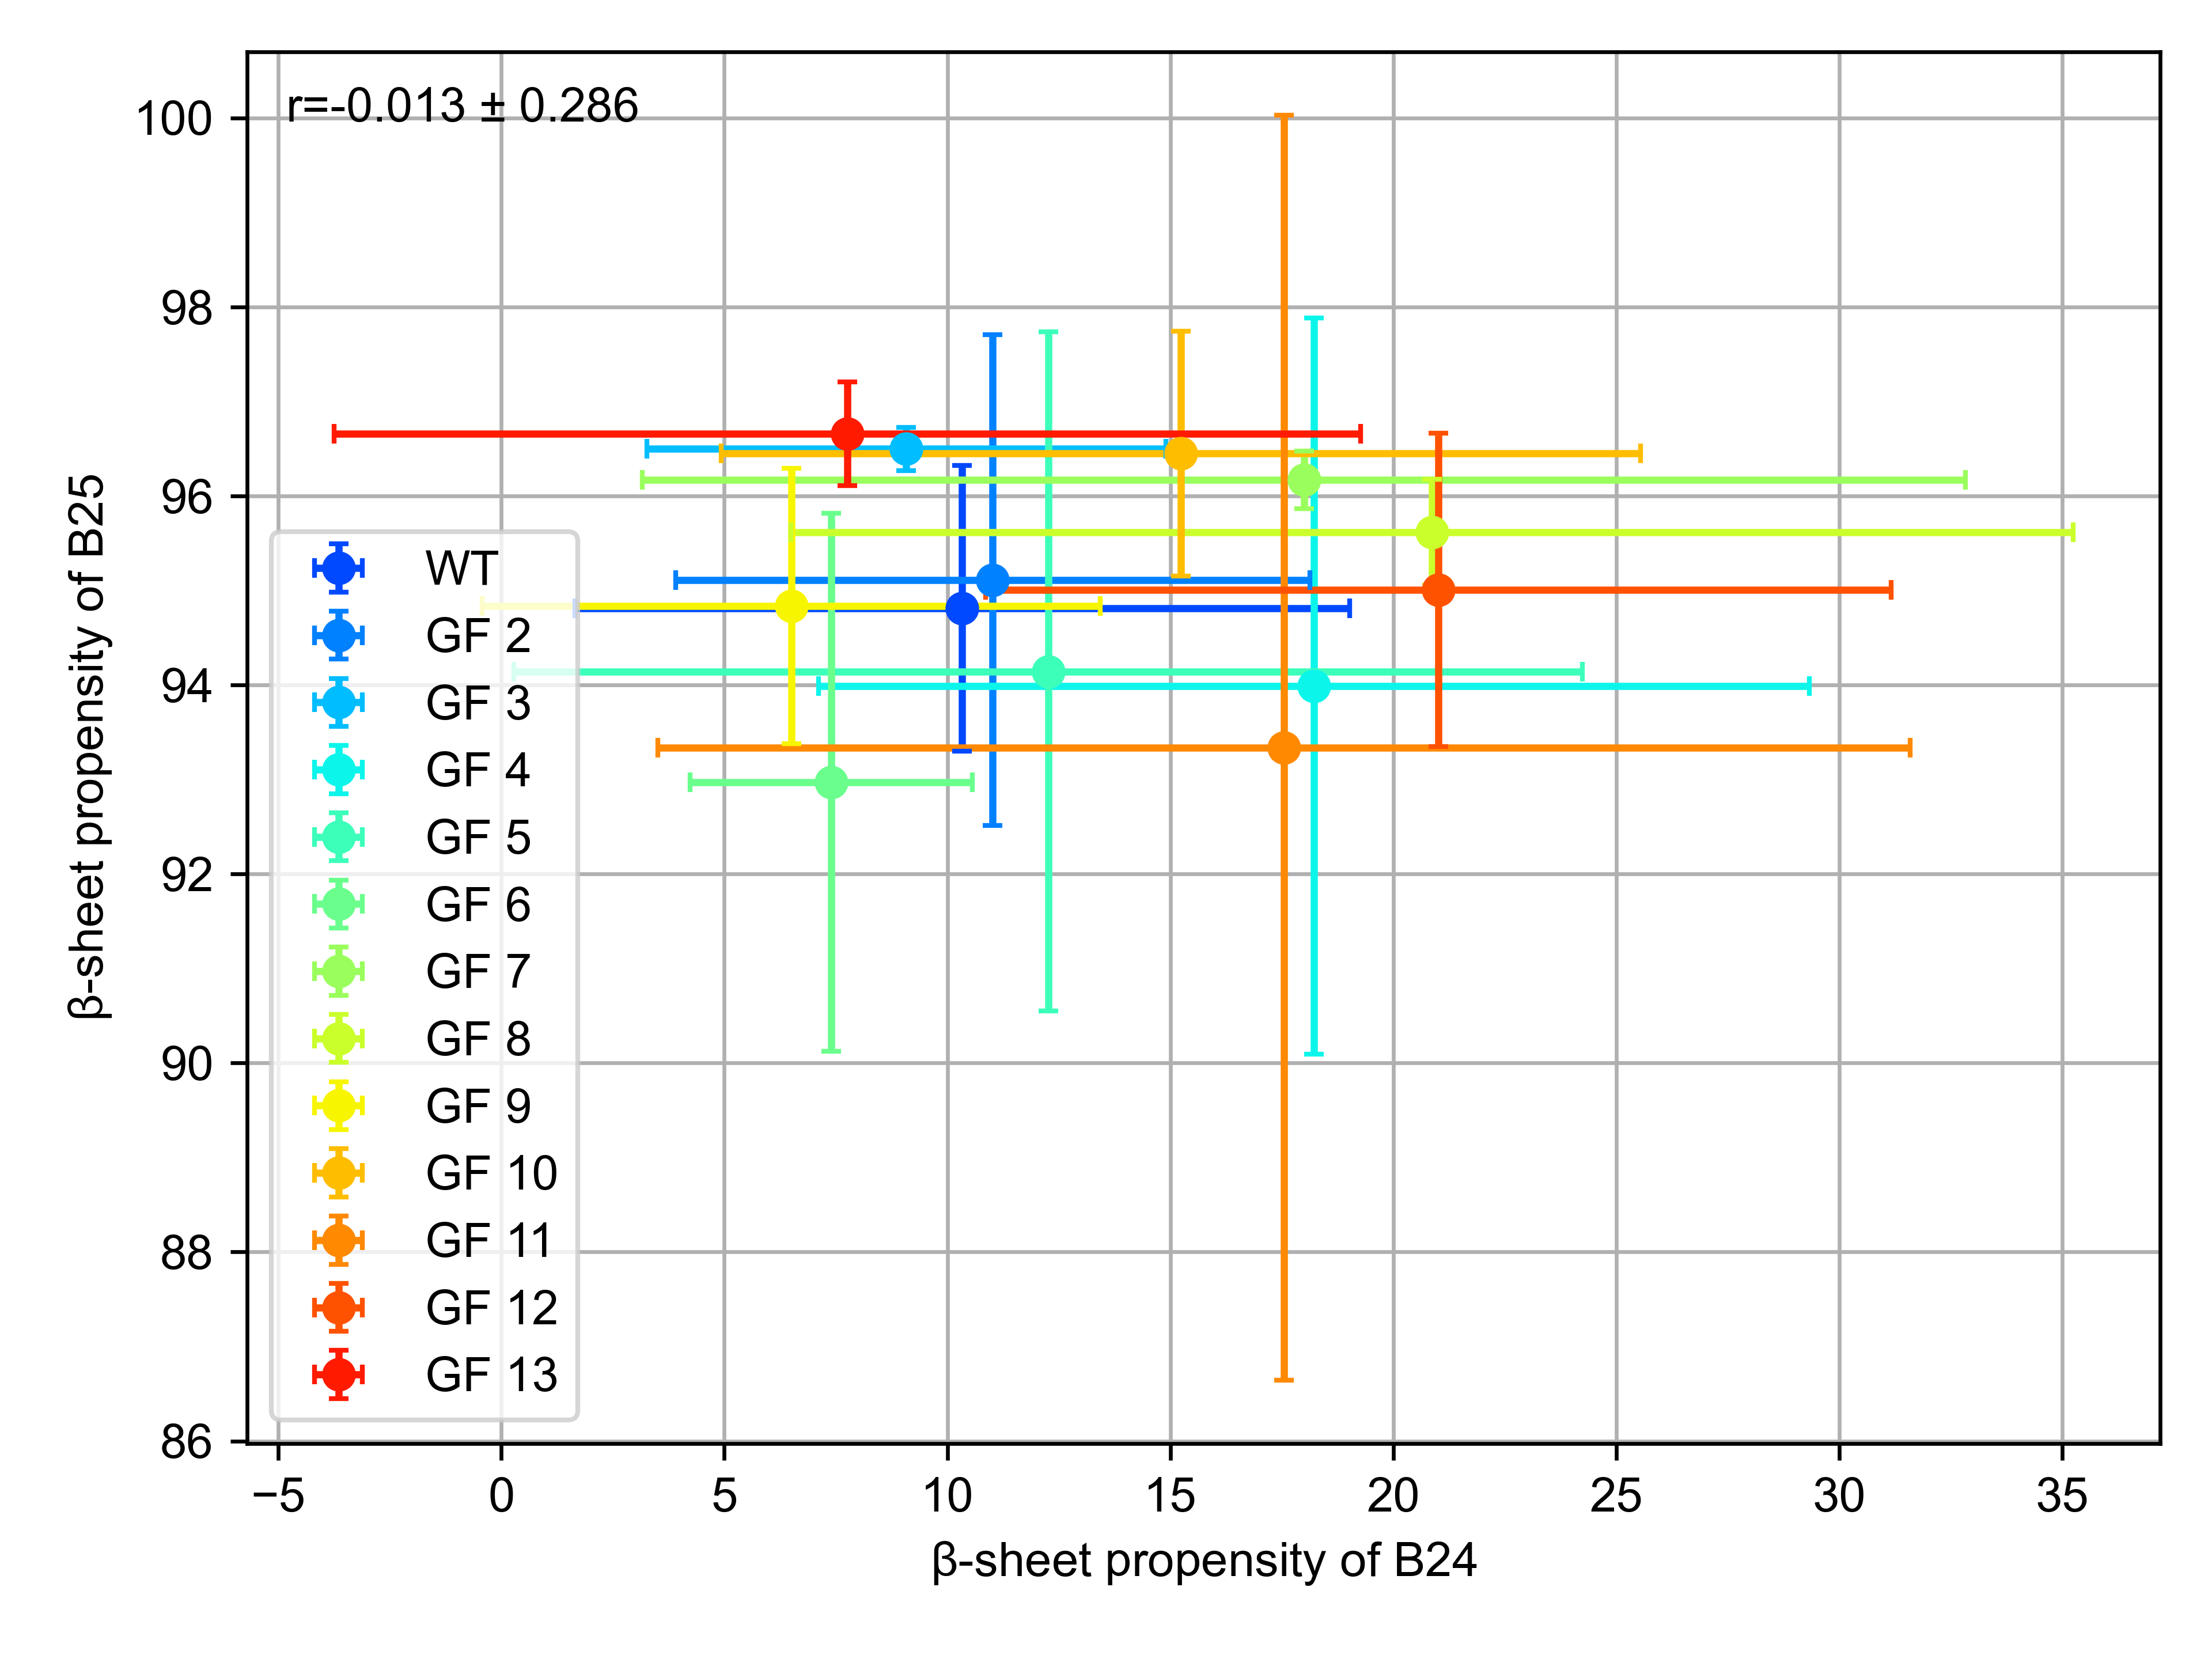 r=-0.013 ± 0.286
100
98
96
94
92
90
88
86
β-sheet propensity of B25
WT
GF 2
GF 3
GF 4
GF 5
GF 6
GF 7
GF 8
GF 9
GF 10
GF 11
GF 12
GF 13
−5 0 5 10 15 20 25 30 35
β-sheet propensity of B24